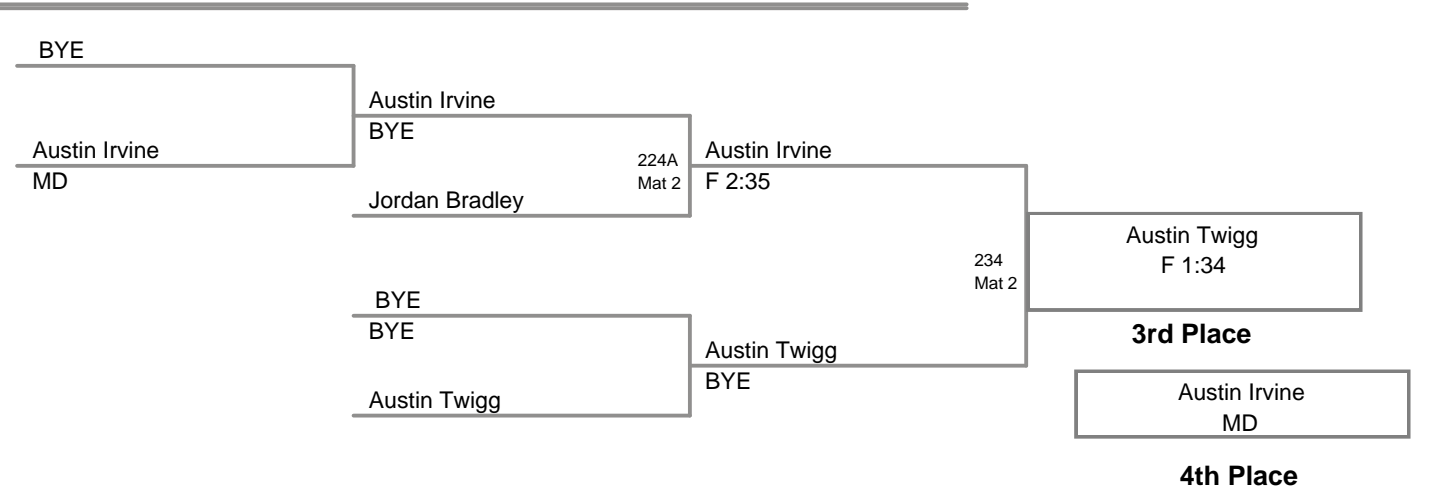 BYE
Austin Irvine
BYE
Austin Irvine
MD
224A
Mat 2
Austin Irvine
F 2:35
Jordan Bradley
Austin Twigg
F 1:34
234
Mat 2
BYE
BYE
3rd Place
Austin Twigg
BYE
Austin Twigg
Austin Irvine
MD
4th Place